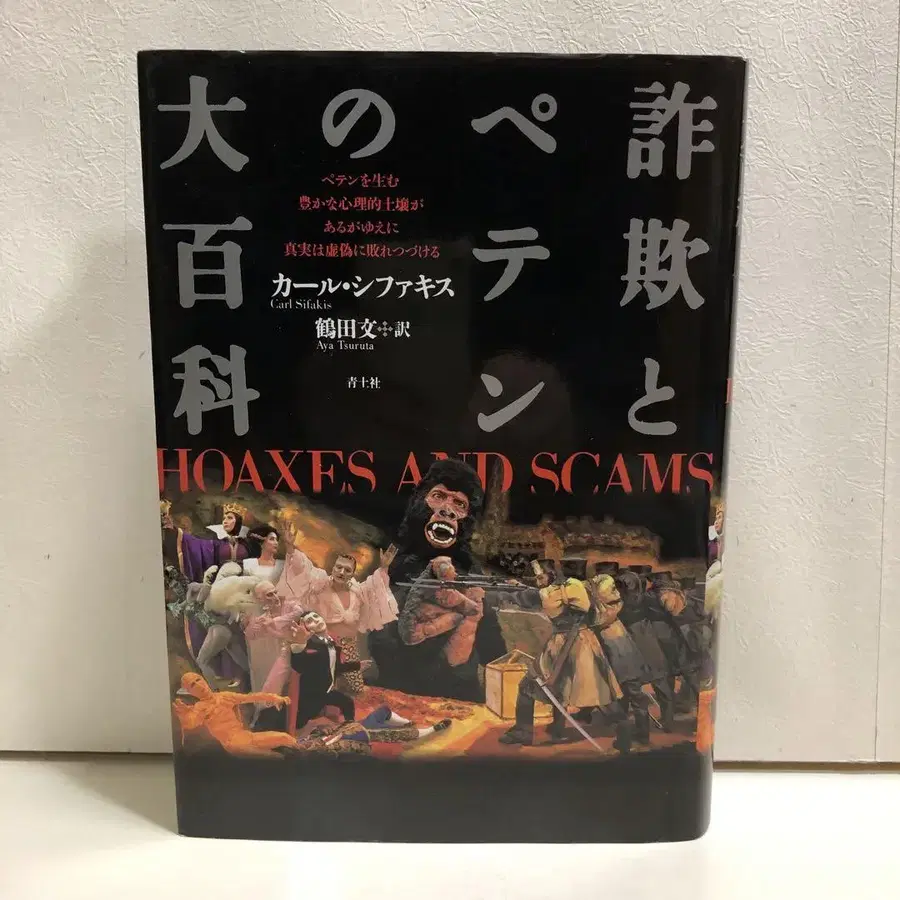 詐欺と
ペテン
の
大百科
ペテンを生む
豊かな心理的土壌が
あるがゆえに
真実は虚偽に敗れつづける
カール・シファキス
Carl Sifakis
鶴田文 訳
Aya Tsuruta
青土社
HOAXES AND SCAMS